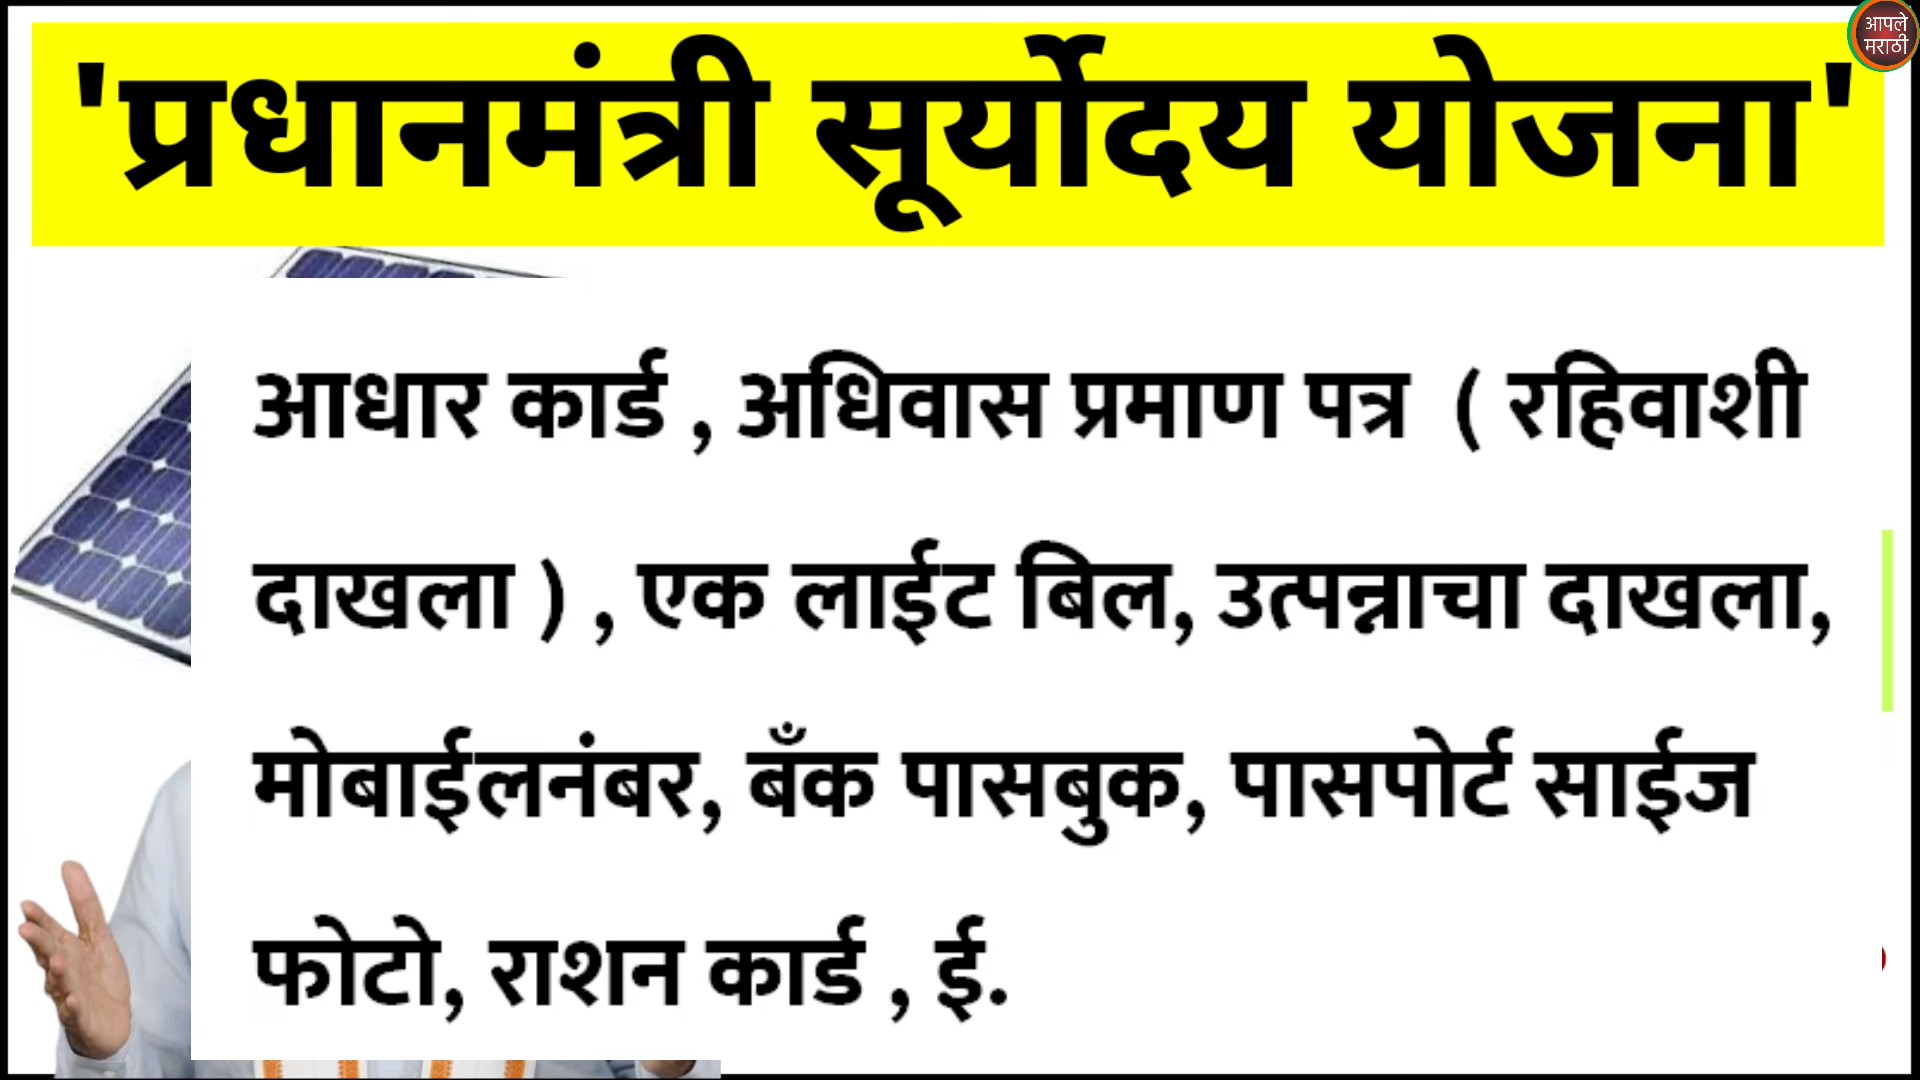 आपले
मराठी
'प्रधानमंत्री सूर्योदय योजना'
आधार कार्ड , अधिवास प्रमाण पत्र ( रहिवाशी
दाखला ) , एक लाईट बिल, उत्पन्नाचा दाखला,
मोबाईलनंबर, बँक पासबुक, पासपोर्ट साईज
फोटो, राशन कार्ड , ई.